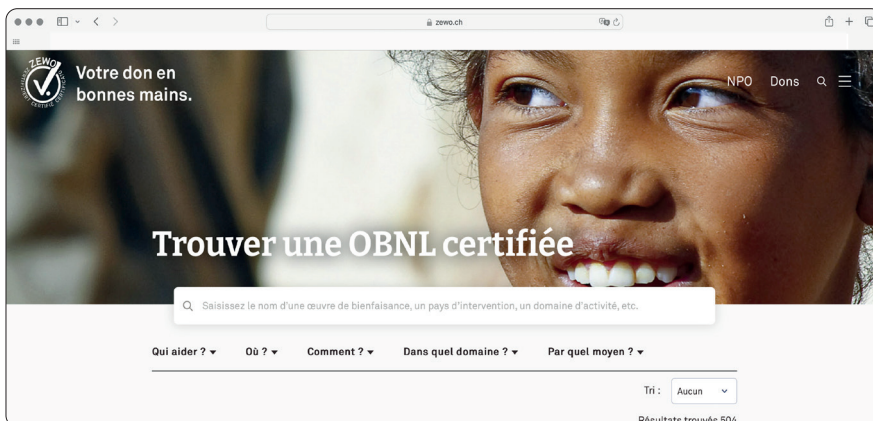 zewo.ch
ZEWO
Votre don en
bonnes mains.
NPO Dons
Trouver une OBNL certifiée
Saisissez le nom d'une œuvre de bienfaisance, un pays d'intervention, un domaine d'activité, etc.
Qui aider ? Où ? Comment ? Dans quel domaine ? Par quel moyen ?
Tri : Aucun
Résultats trouvés 504